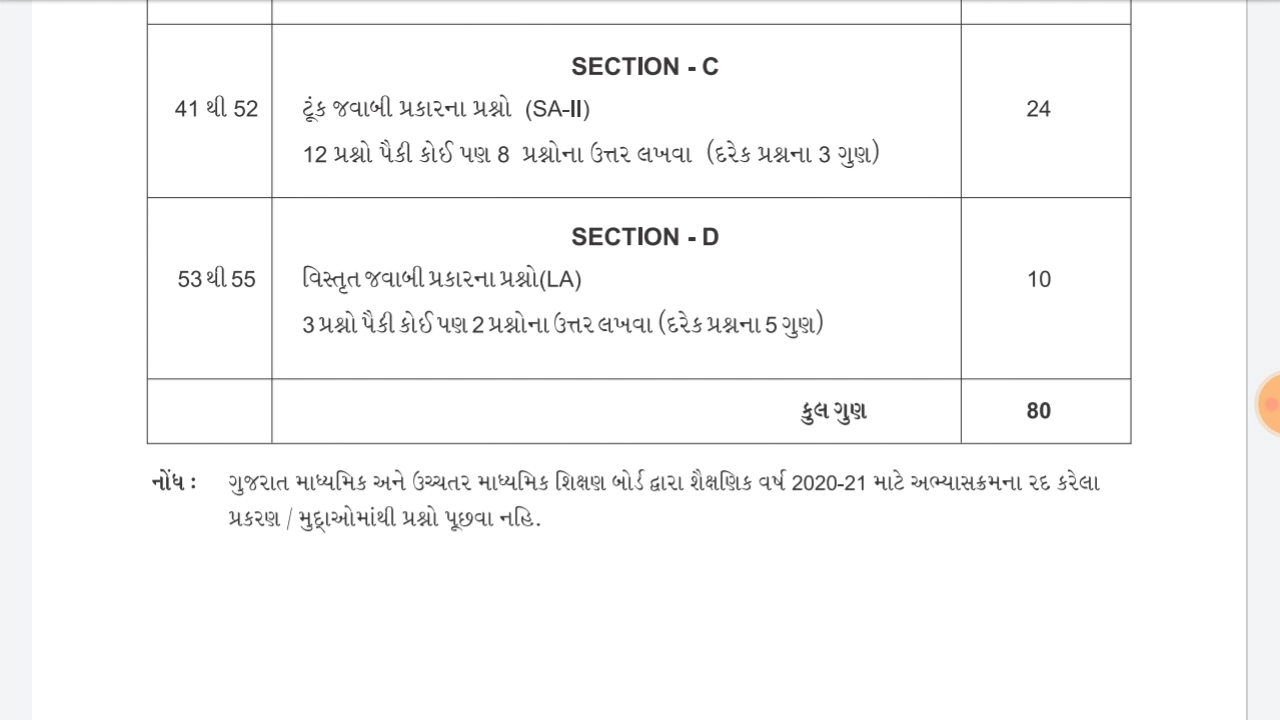 SECTION - C
41 થી 52 ટૂંક જવાબી પ્રકારના પ્રશ્નો (SA-II) 24
12 પ્રશ્નો પૈકી કોઈ પણ 8 પ્રશ્નોના ઉત્તર લખવા (દરેક પ્રશ્નના 3 ગુણ)
SECTION - D
53 થી 55 વિસ્તૃત જવાબી પ્રકારના પ્રશ્નો(LA) 10
3 પ્રશ્નો પૈકી કોઈ પણ 2 પ્રશ્નોના ઉત્તર લખવા (દરેક પ્રશ્નના 5 ગુણ)
કુલ ગુણ 80
નોંધ : ગુજરાત માધ્યમિક અને ઉચ્ચતર માધ્યમિક શિક્ષણ બોર્ડ દ્વારા શૈક્ષણિક વર્ષ 2020-21 માટે અભ્યાસક્રમના રદ કરેલા
પ્રકરણ / મુદ્દાઓમાંથી પ્રશ્નો પૂછવા નહિ.